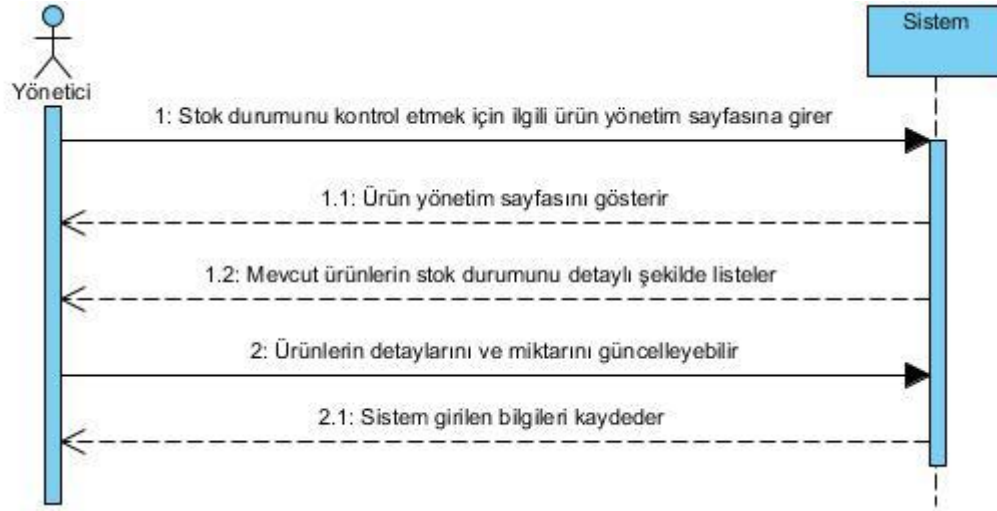 Sistem
Yönetici
1: Stok durumunu kontrol etmek için ilgili ürün yönetim sayfasına girer
1.1: Ürün yönetim sayfasını gösterir
1.2: Mevcut ürünlerin stok durumunu detaylı şekilde listeler
2: Ürünlerin detaylarını ve miktarını güncelleyebilir
2.1: Sistem girilen bilgileri kaydeder